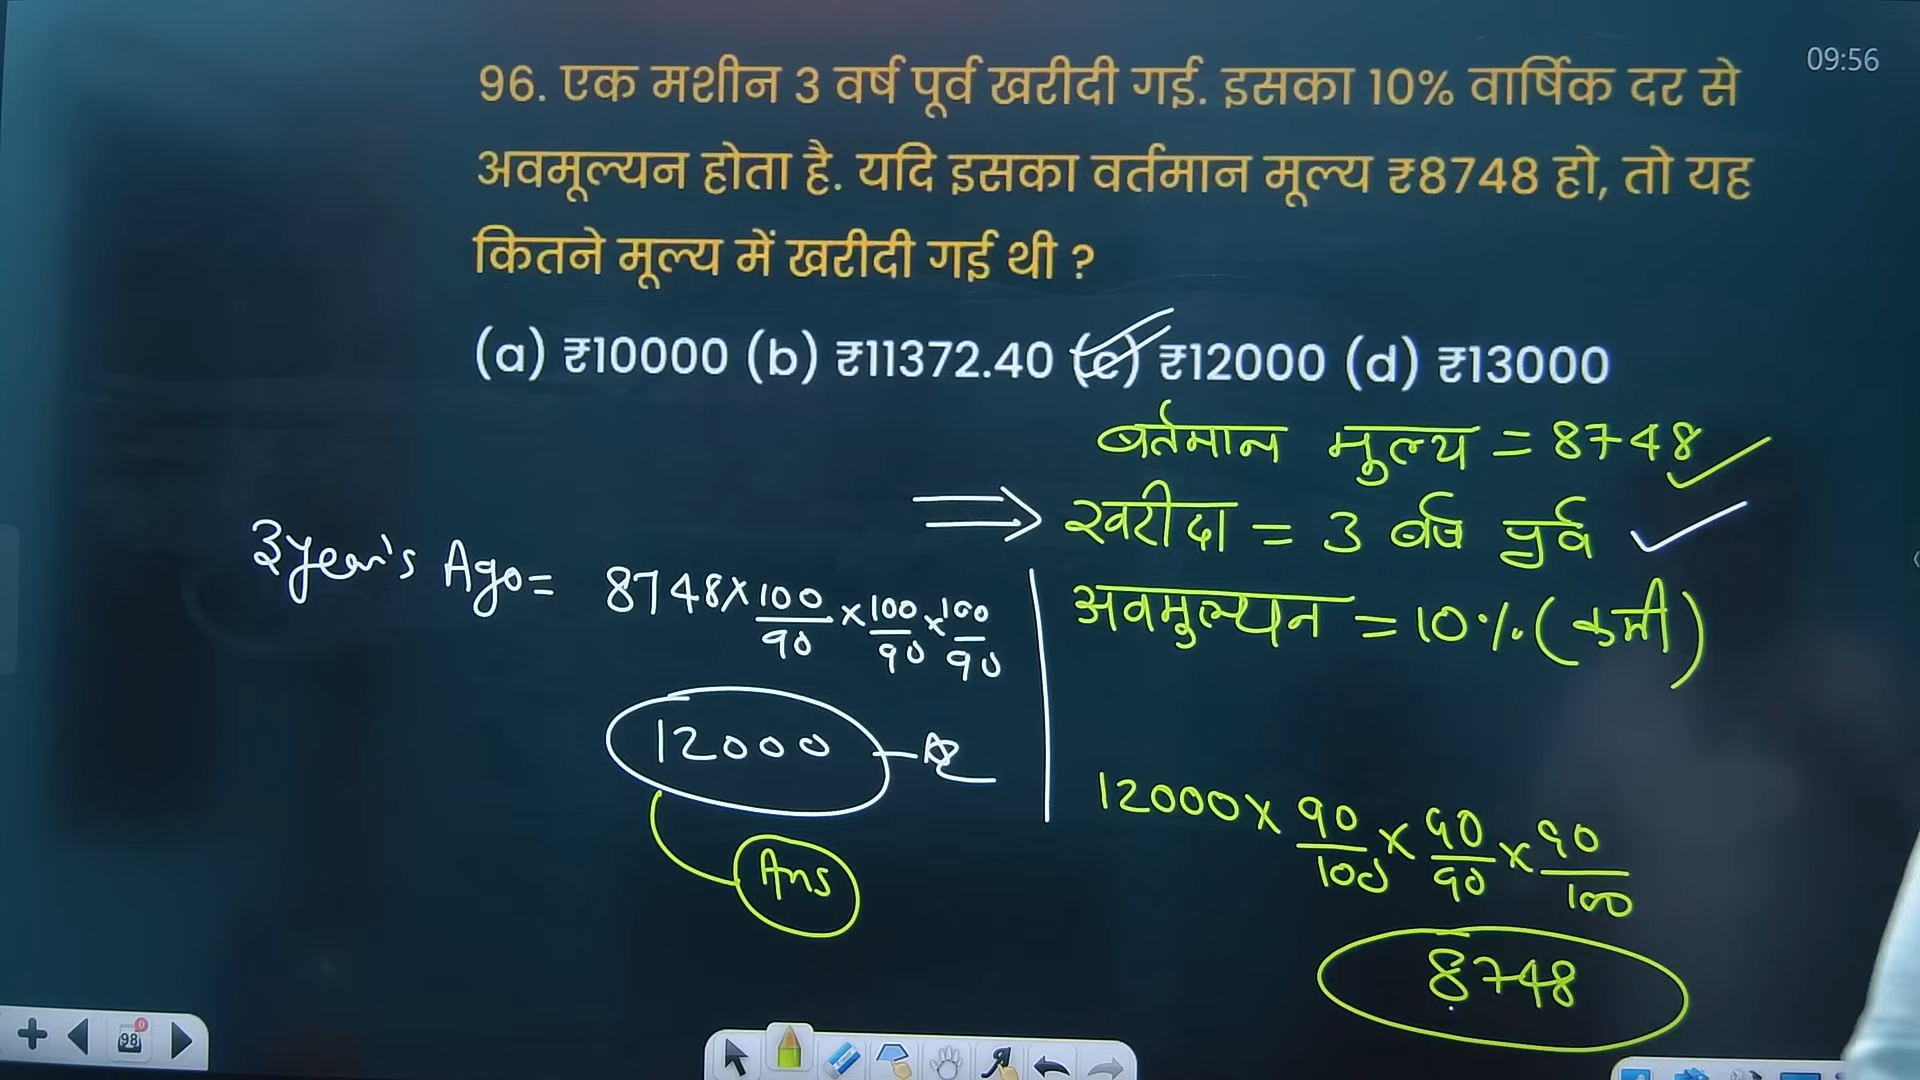 09:56
96. एक मशीन 3 वर्ष पूर्व खरीदी गई. इसका 10% वार्षिक दर से
अवमूल्यन होता है. यदि इसका वर्तमान मूल्य ₹8748 हो, तो यह
कितने मूल्य में खरीदी गई थी ?
(a) ₹10000 (b) ₹11372.40 (c) ₹12000 (d) ₹13000
वर्तमान मुल्य = 8748
⇒ खरीदा = 3 वर्ष पुर्व
अवमुल्यन = 10% (कमी)
3 year's Ago = 8748 × 100/90 × 100/90 × 100/90
12000
Ans
12000 × 90/100 × 90/90 × 90/100
8748
98